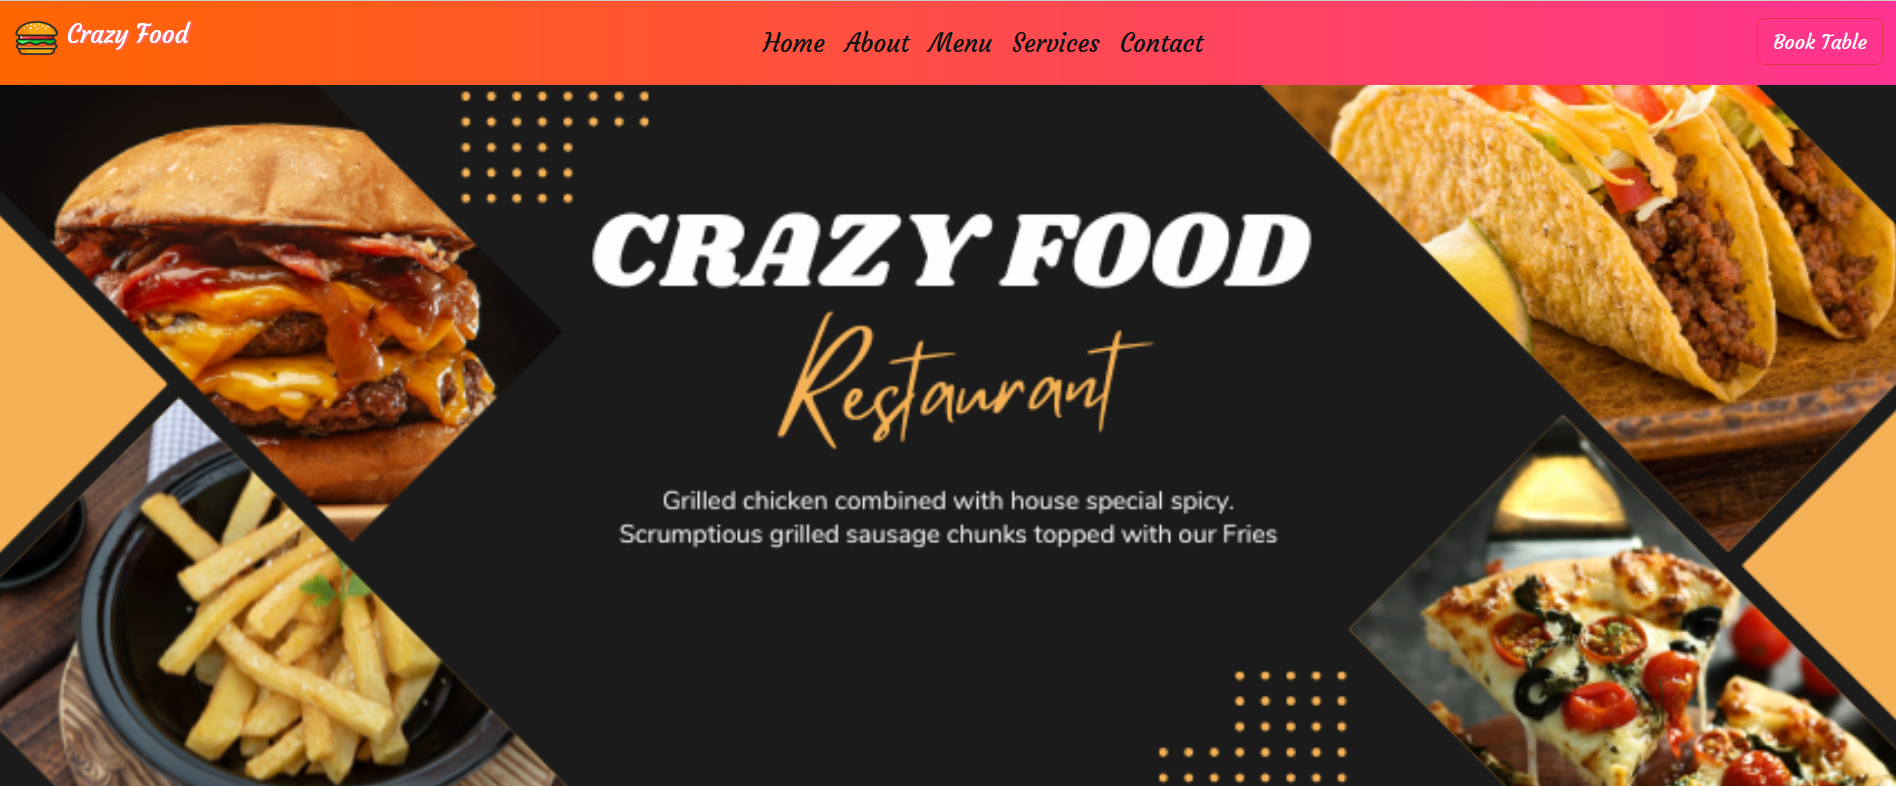 Crazy Food
Home About Menu Services Contact
Book Table
CRAZY FOOD
Restaurant
Grilled chicken combined with house special spicy.
Scrumptious grilled sausage chunks topped with our Fries